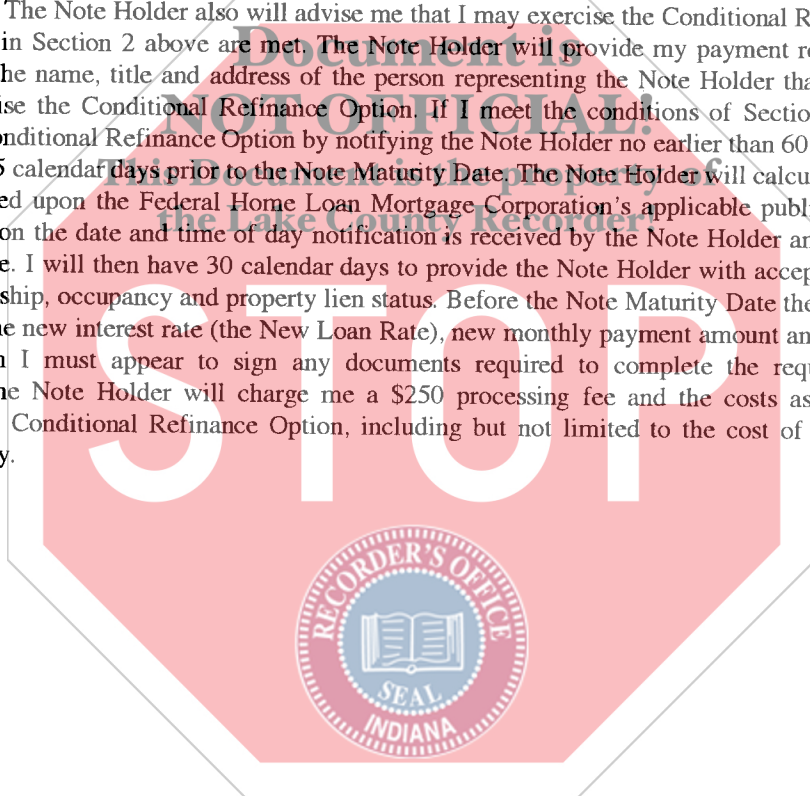 The Note Holder also will advise me that I may exercise the Conditional R
in Section 2 above are met. The Note Holder will provide my payment re
he name, title and address of the person representing the Note Holder tha
ise the Conditional Refinance Option. If I meet the conditions of Sectio
onditional Refinance Option by notifying the Note Holder no earlier than 60
5 calendar days prior to the Note Maturity Date. The Note Holder will calcu
ed upon the Federal Home Loan Mortgage Corporation's applicable publ
on the date and time of day notification is received by the Note Holder an
e. I will then have 30 calendar days to provide the Note Holder with accep
ship, occupancy and property lien status. Before the Note Maturity Date the
e new interest rate (the New Loan Rate), new monthly payment amount an
I must appear to sign any documents required to complete the requ
ne Note Holder will charge me a $250 processing fee and the costs as
Conditional Refinance Option, including but not limited to the cost of
y.
Document is
NOT OFFICIAL!
This Document is the property of
the Lake County Recorder!
STOP
RECORDER'S OFFICE
SEAL
INDIANA